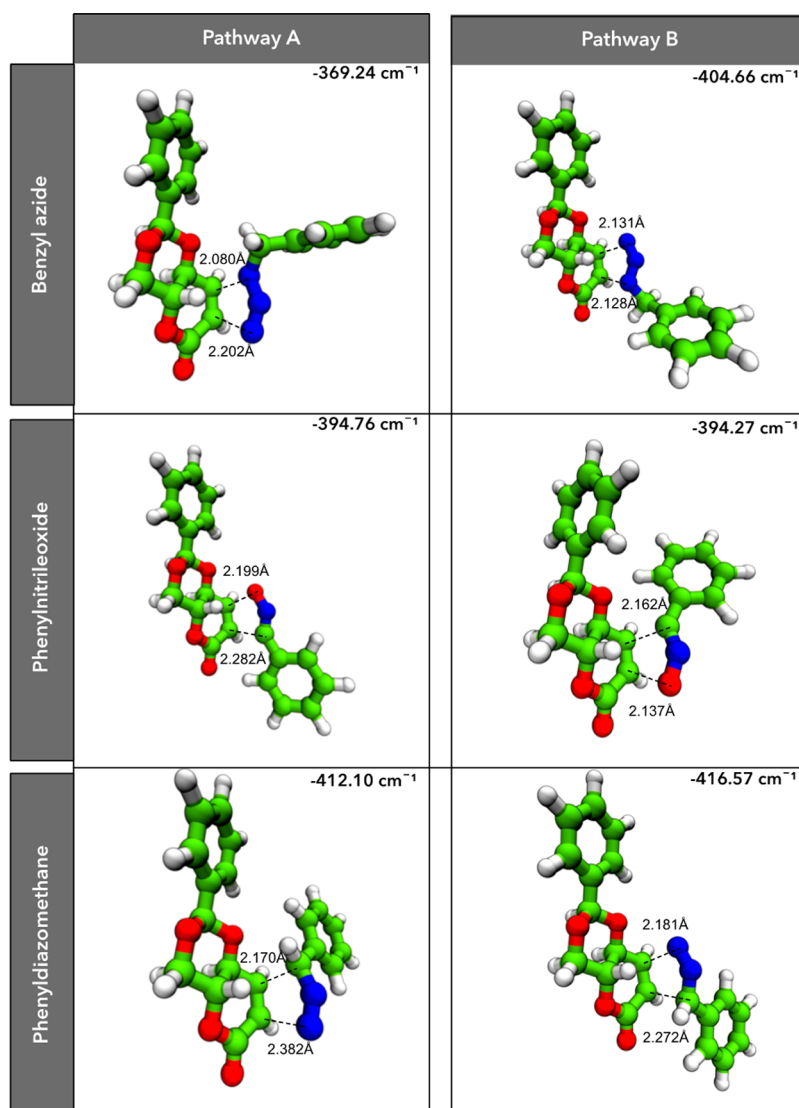 Pathway A
Pathway B
Benzyl azide
-369.24 cm⁻¹
2.080Å
2.202Å
-404.66 cm⁻¹
2.131Å
2.128Å
Phenylnitrileoxide
-394.76 cm⁻¹
2.199Å
2.282Å
-394.27 cm⁻¹
2.162Å
2.137Å
Phenyldiazomethane
-412.10 cm⁻¹
2.170Å
2.382Å
-416.57 cm⁻¹
2.181Å
2.272Å